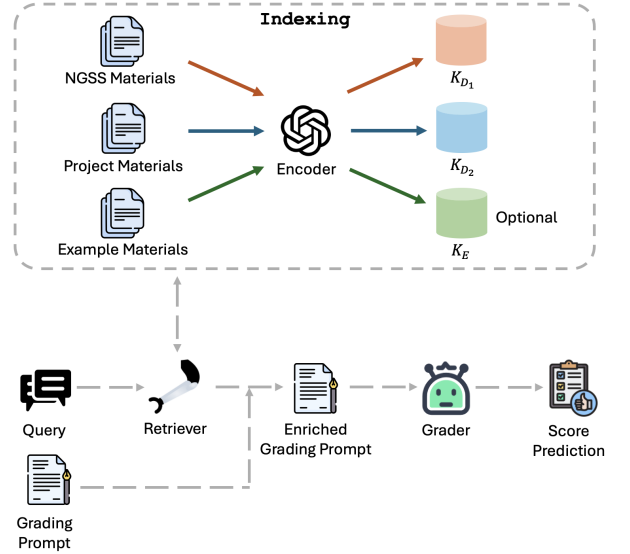 Indexing
NGSS Materials
Project Materials
Example Materials
Encoder
K_{D_1}
K_{D_2}
K_E
Optional
Query
Retriever
Enriched
Grading Prompt
Grader
Score
Prediction
Grading
Prompt